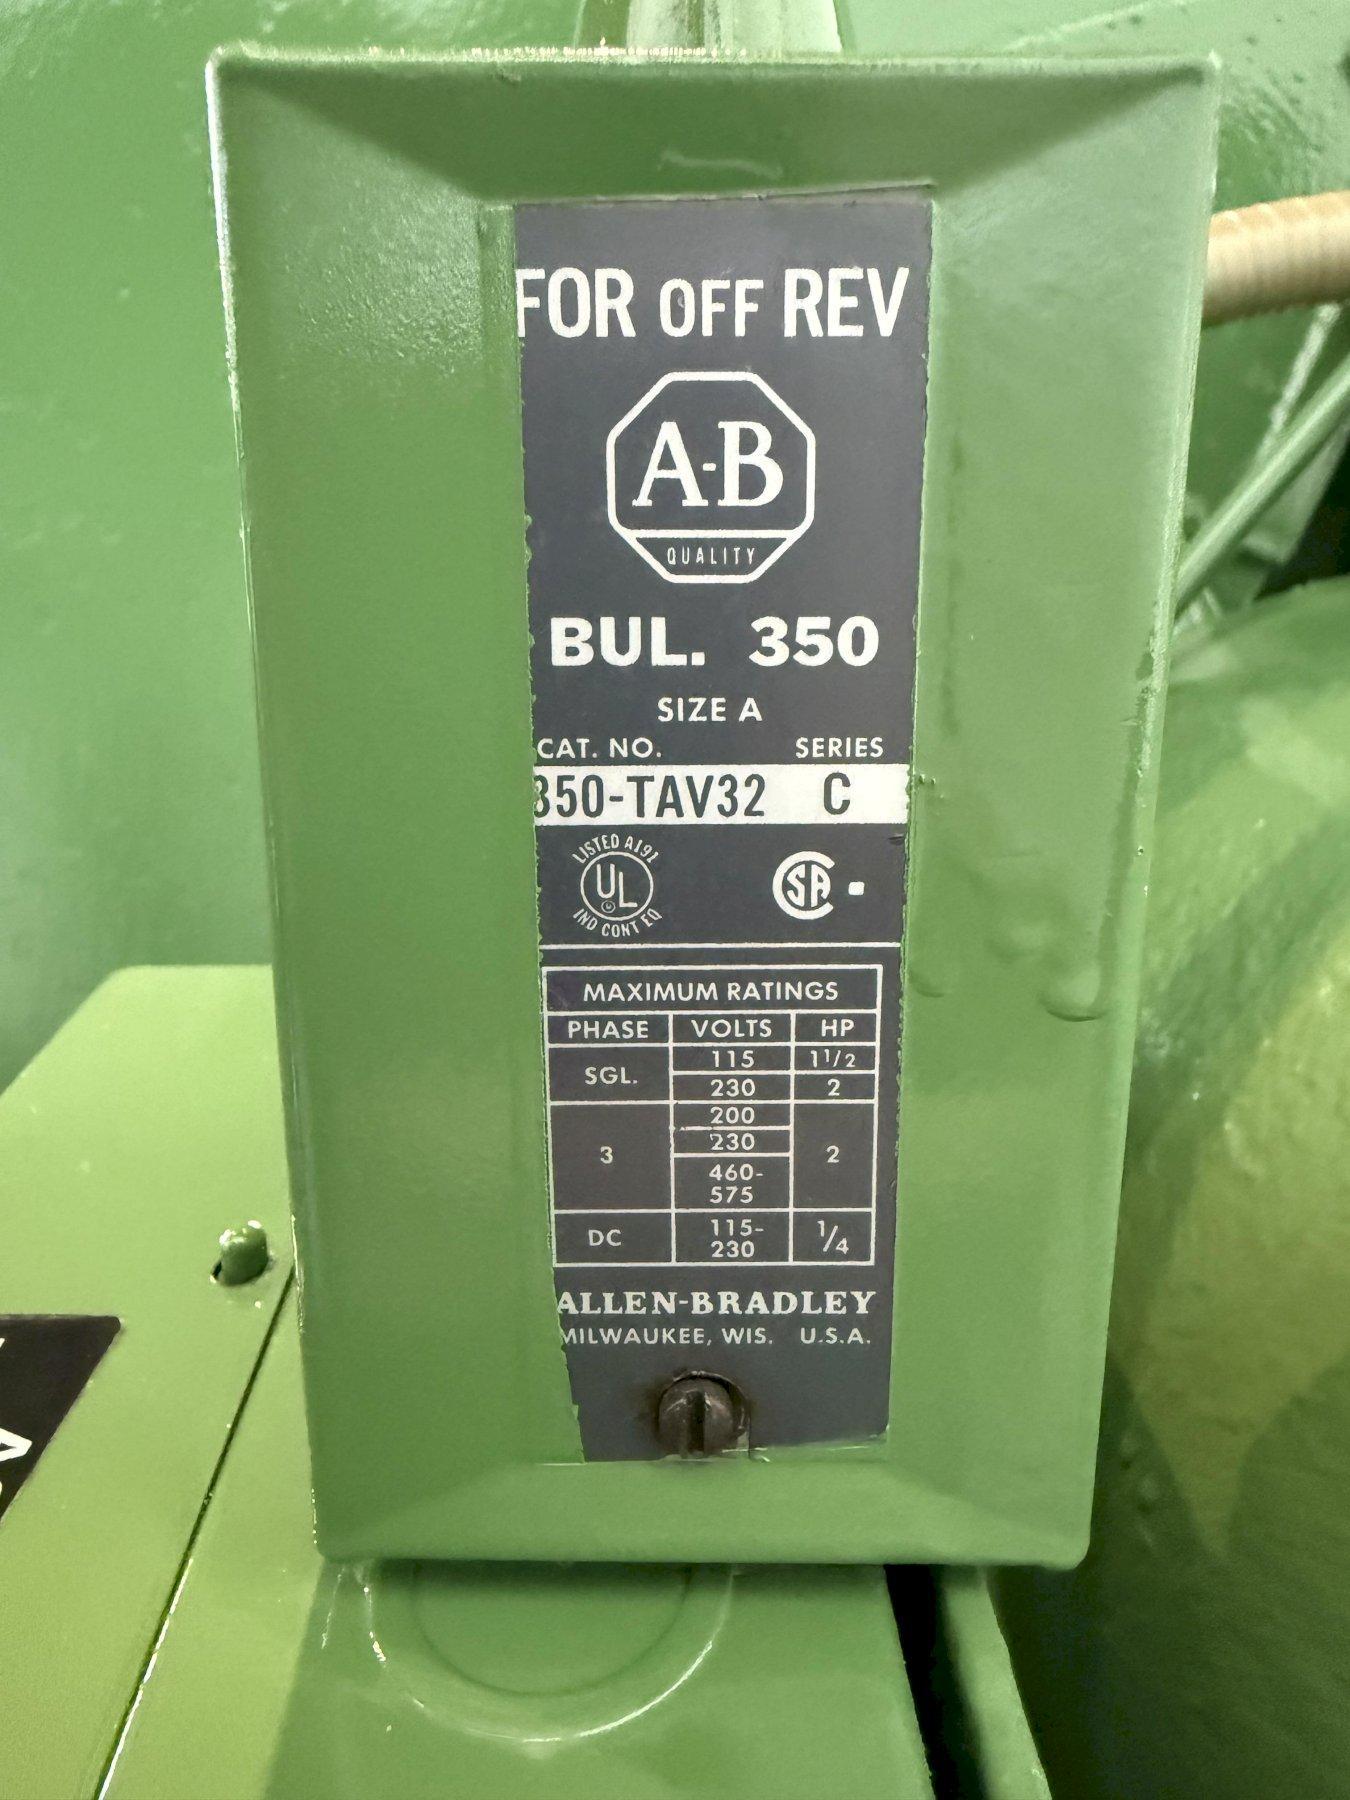 FOR OFF REV
A-B
QUALITY
BUL. 350
SIZE A
CAT. NO. SERIES
350-TAV32 C
LISTED A191
UL
IND CONT EQ
SA
MAXIMUM RATINGS
PHASE VOLTS HP
SGL. 115 1 1/2
230 2
3 200 2
230
460-
575
DC 115- 1/4
230
ALLEN-BRADLEY
MILWAUKEE, WIS. U.S.A.